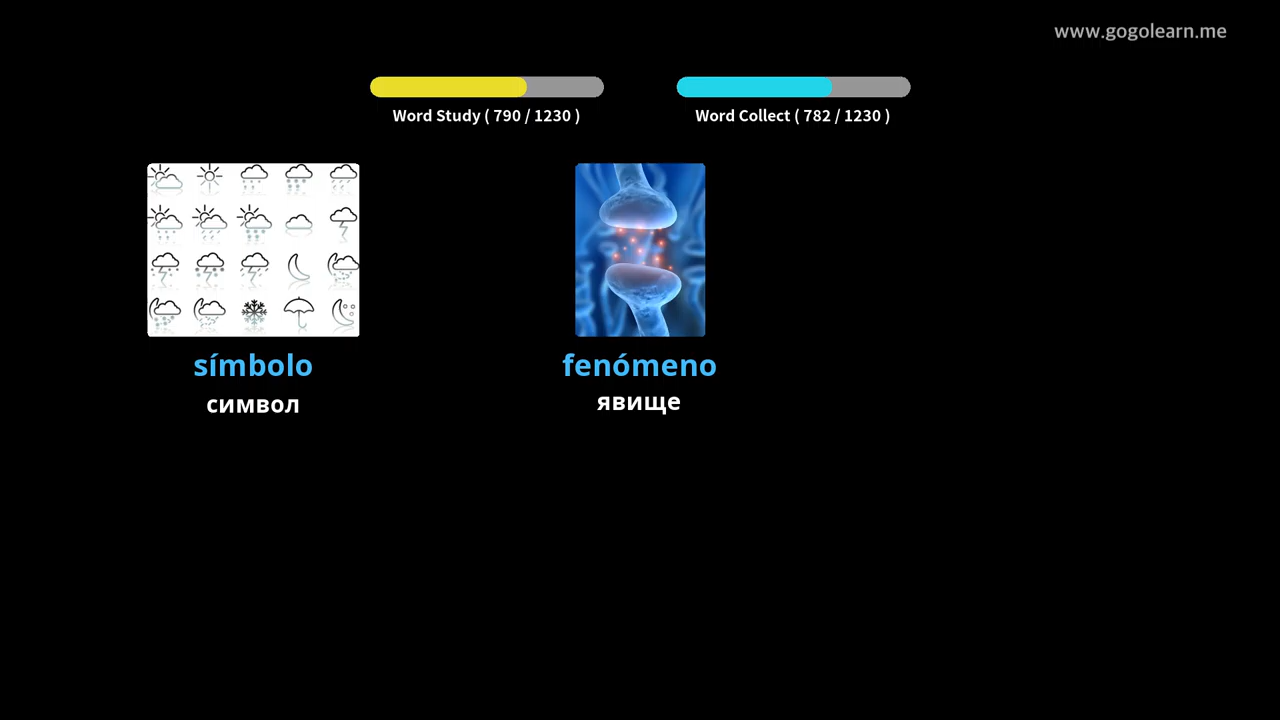 www.gogolearn.me
Word Study ( 790 / 1230 )
Word Collect ( 782 / 1230 )
símbolo
символ
fenómeno
явище